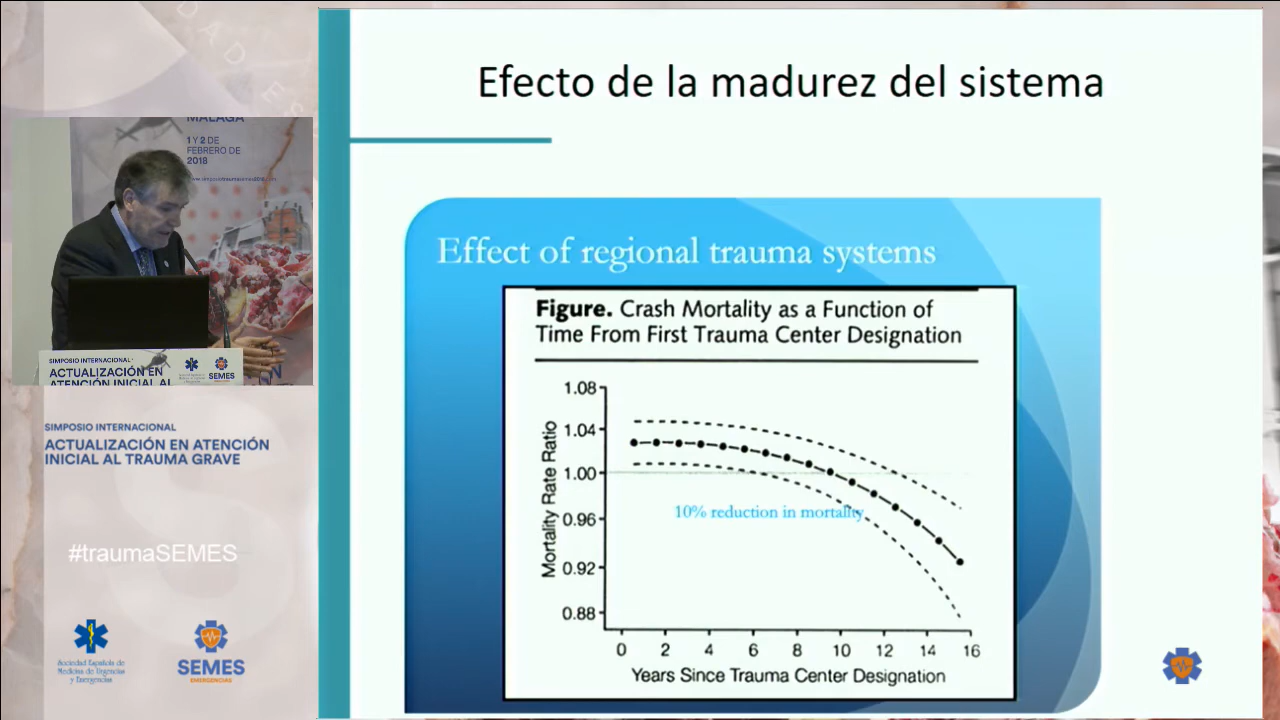 DAD ES
MÁLAGA
1 Y 2 DE
FEBRERO DE
2018
SIMPOSIO INTERNACIONAL
ACTUALIZACIÓN EN
ATENCIÓN INICIAL AL
SEMES
SIMPOSIO INTERNACIONAL
ACTUALIZACIÓN EN ATENCIÓN
INICIAL AL TRAUMA GRAVE
#traumaSEMES
Sociedad Española de
Medicina de Urgencias
y Emergencias
SEMES
EMERGENCIAS
Efecto de la madurez del sistema
Effect of regional trauma systems
Figure. Crash Mortality as a Function of
Time From First Trauma Center Designation
Mortality Rate Ratio
1.08
1.04
1.00
0.96
0.92
0.88
10% reduction in mortality
0 2 4 6 8 10 12 14 16
Years Since Trauma Center Designation